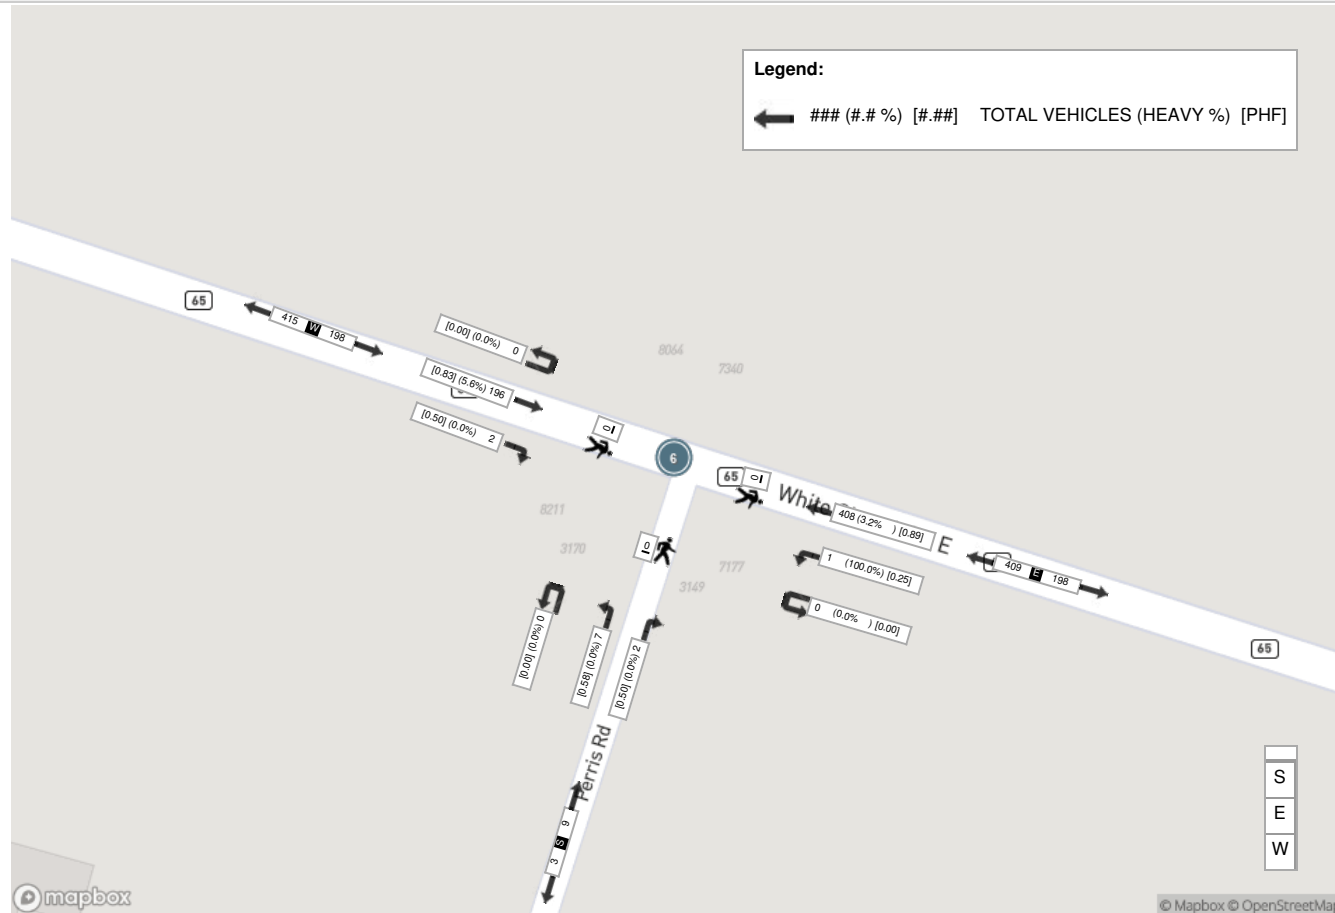 Legend:
### (#.# %) [#.##] TOTAL VEHICLES (HEAVY %) [PHF]
65
415 W 198
[0.00] (0.0%) 0
8064
7340
[0.83] (5.6%) 196
[0.50] (0.0%) 2
0
6
65
0
White
408 (3.2% ) [0.89]
E
8211
3170
0
7177
3149
1 (100.0%) [0.25]
409 E 198
0 (0.0% ) [0.00]
[0.00] (0.0%) 0
[0.58] (0.0%) 7
[0.50] (0.0%) 2
65
Ferris Rd
3 S 9
S
E
W
mapbox
© Mapbox © OpenStreetMap